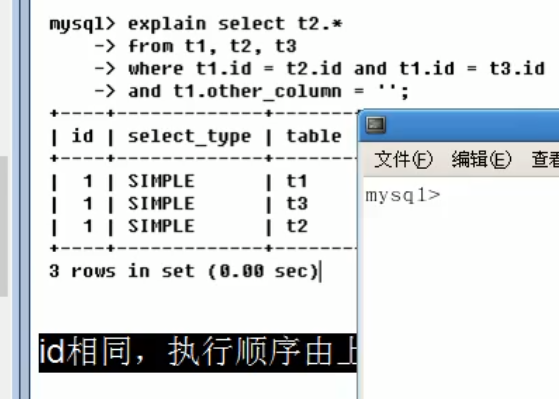 mysql> explain select t2.*
-> from t1, t2, t3
-> where t1.id = t2.id and t1.id = t3.id
-> and t1.other_column = '';
+----+-------------+-------
| id | select_type | table
+----+-------------+-------
| 1 | SIMPLE | t1
| 1 | SIMPLE | t3
| 1 | SIMPLE | t2
+----+-------------+-------
3 rows in set (0.00 sec)
id相同，执行顺序由上
文件(F) 编辑(E) 查看
mysql>